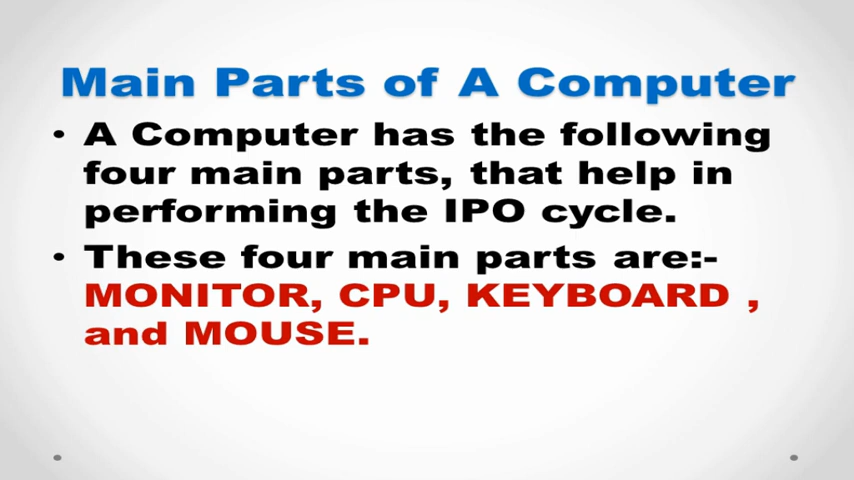 Main Parts of A Computer
• A Computer has the following
four main parts, that help in
performing the IPO cycle.
• These four main parts are:-
MONITOR, CPU, KEYBOARD ,
and MOUSE.